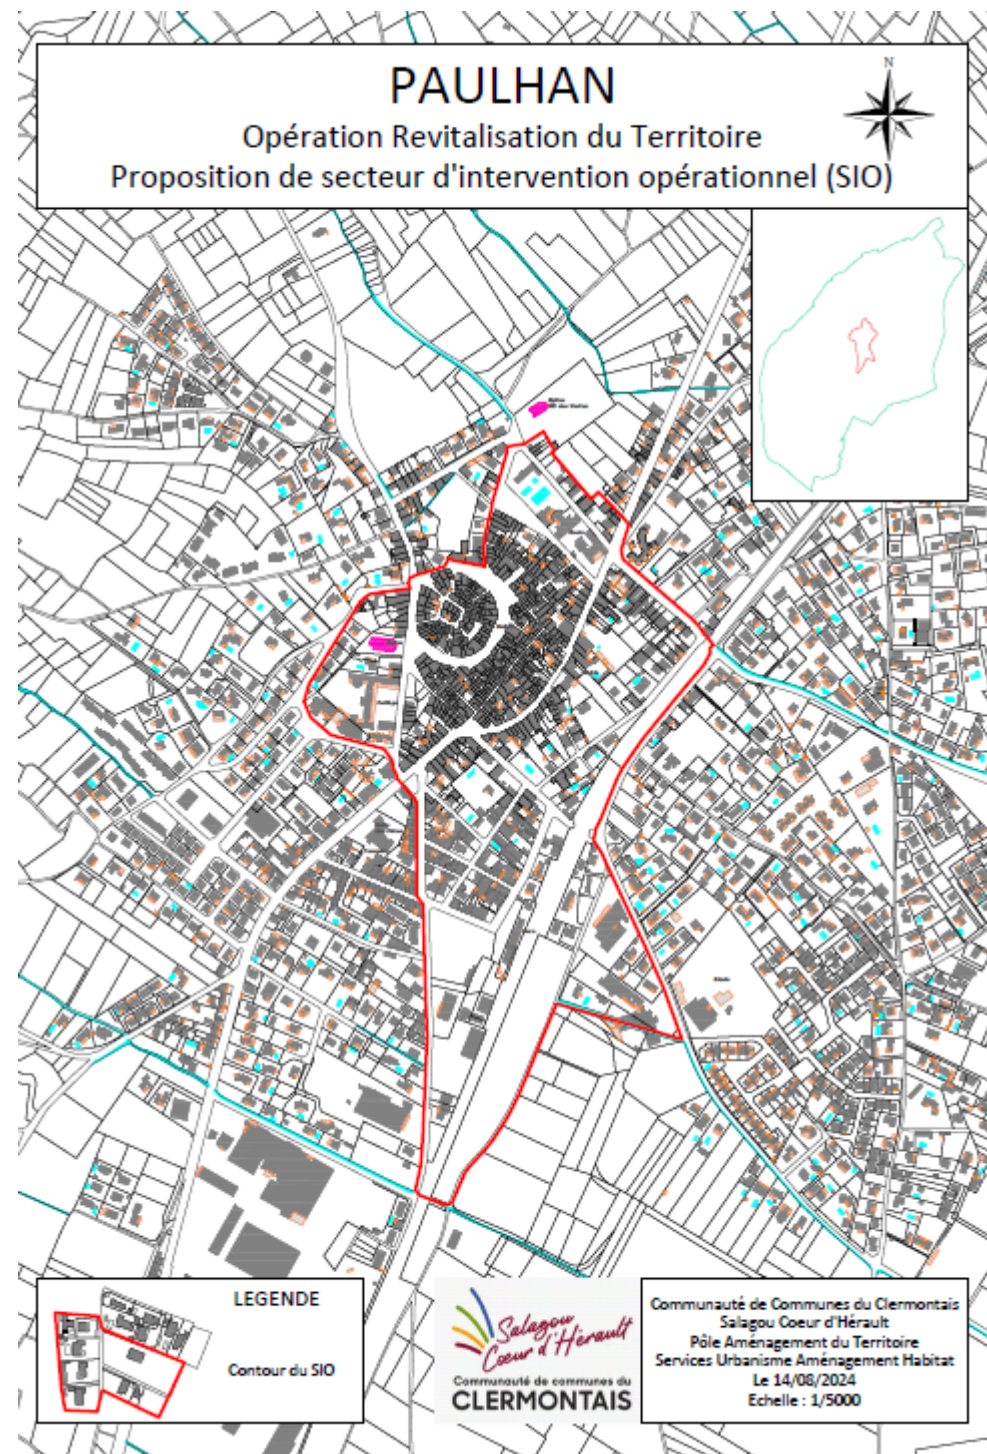 PAULHAN
Opération Revitalisation du Territoire
Proposition de secteur d'intervention opérationnel (SIO)
N
LEGENDE
Contour du SIO
Salagou
Coeur d'Hérault
Communauté de communes du
CLERMONTAIS
Communauté de Communes du Clermontais
Salagou Coeur d'Hérault
Pôle Aménagement du Territoire
Services Urbanisme Aménagement Habitat
Le 14/08/2024
Echelle : 1/5000